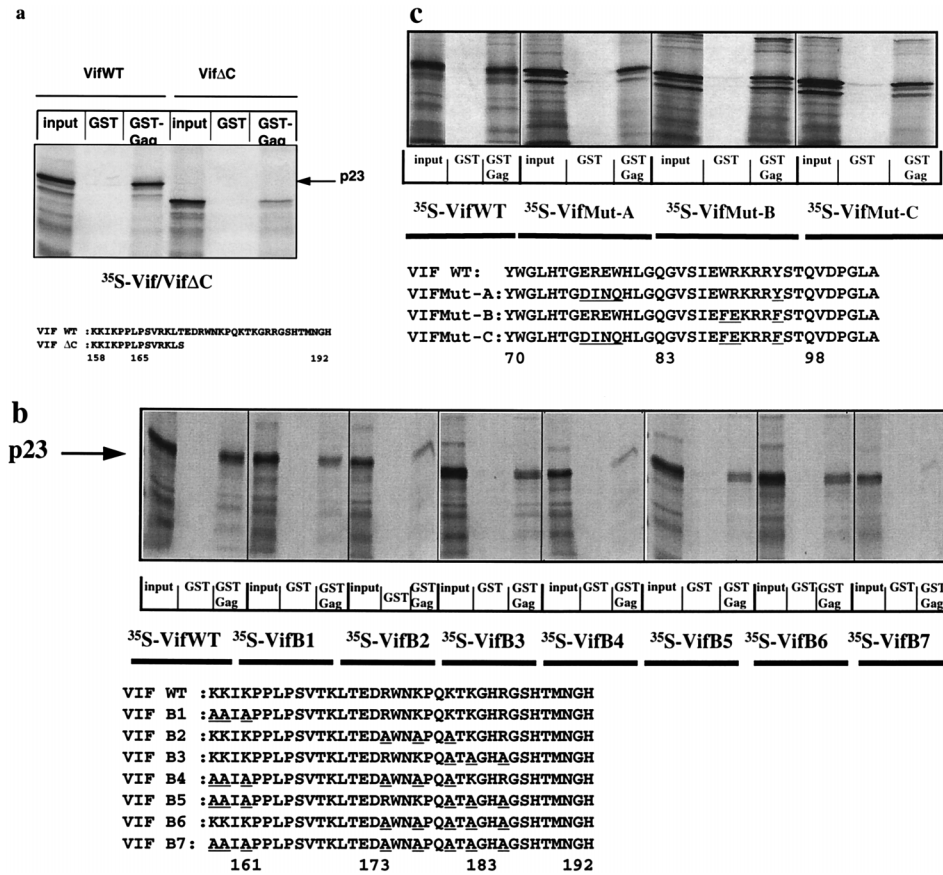 a
VifWT VifΔC
input GST GST-Gag input GST GST-Gag
p23
35S-Vif/VifΔC
VIF WT :KKIKPPLPSVRKLTEDRWNKPQKTKGRRGSHTMNGH
VIF ΔC :KKIKPPLPSVRKLS
158 165 192
c
input GST GST Gag input GST GST Gag input GST GST Gag input GST GST Gag
35S-VifWT 35S-VifMut-A 35S-VifMut-B 35S-VifMut-C
VIF WT: YWGLHTGEREWHLGQGVSIEWRKRRYSTQVDPGLA
VIFMut-A:YWGLHTGDINQHLGQGVSIEWRKRRYSTQVDPGLA
VIFMut-B:YWGLHTGEREWHLGQGVSIEFEKRRFSTQVDPGLA
VIFMut-C:YWGLHTGDINQHLGQGVSIEFEKRRFSTQVDPGLA
70 83 98
b
p23
input GST GST Gag input GST GST Gag input GST GST Gag input GST GST Gag input GST GST Gag input GST GST Gag input GST GST Gag input GST GST Gag
35S-VifWT 35S-VifB1 35S-VifB2 35S-VifB3 35S-VifB4 35S-VifB5 35S-VifB6 35S-VifB7
VIF WT :KKIKPPLPSVTKLTEDRWNKPQKTKGHRGSHTMNGH
VIF B1 :AAIAPPLPSVTKLTEDRWNKPQKTKGHRGSHTMNGH
VIF B2 :KKIKPPLPSVTKLTEDAWNAPQATKGHRGSHTMNGH
VIF B3 :KKIKPPLPSVTKLTEDRWNKPQATAGHAGSHTMNGH
VIF B4 :AAIAPPLPSVTKLTEDAWNAPQATKGHRGSHTMNGH
VIF B5 :AAIAPPLPSVTKLTEDRWNKPQATAGHAGSHTMNGH
VIF B6 :KKIKPPLPSVTKLTEDAWNAPQATAGHAGSHTMNGH
VIF B7: AAIAPPLPSVTKLTEDAWNAPQATAGHAGSHTMNGH
161 173 183 192